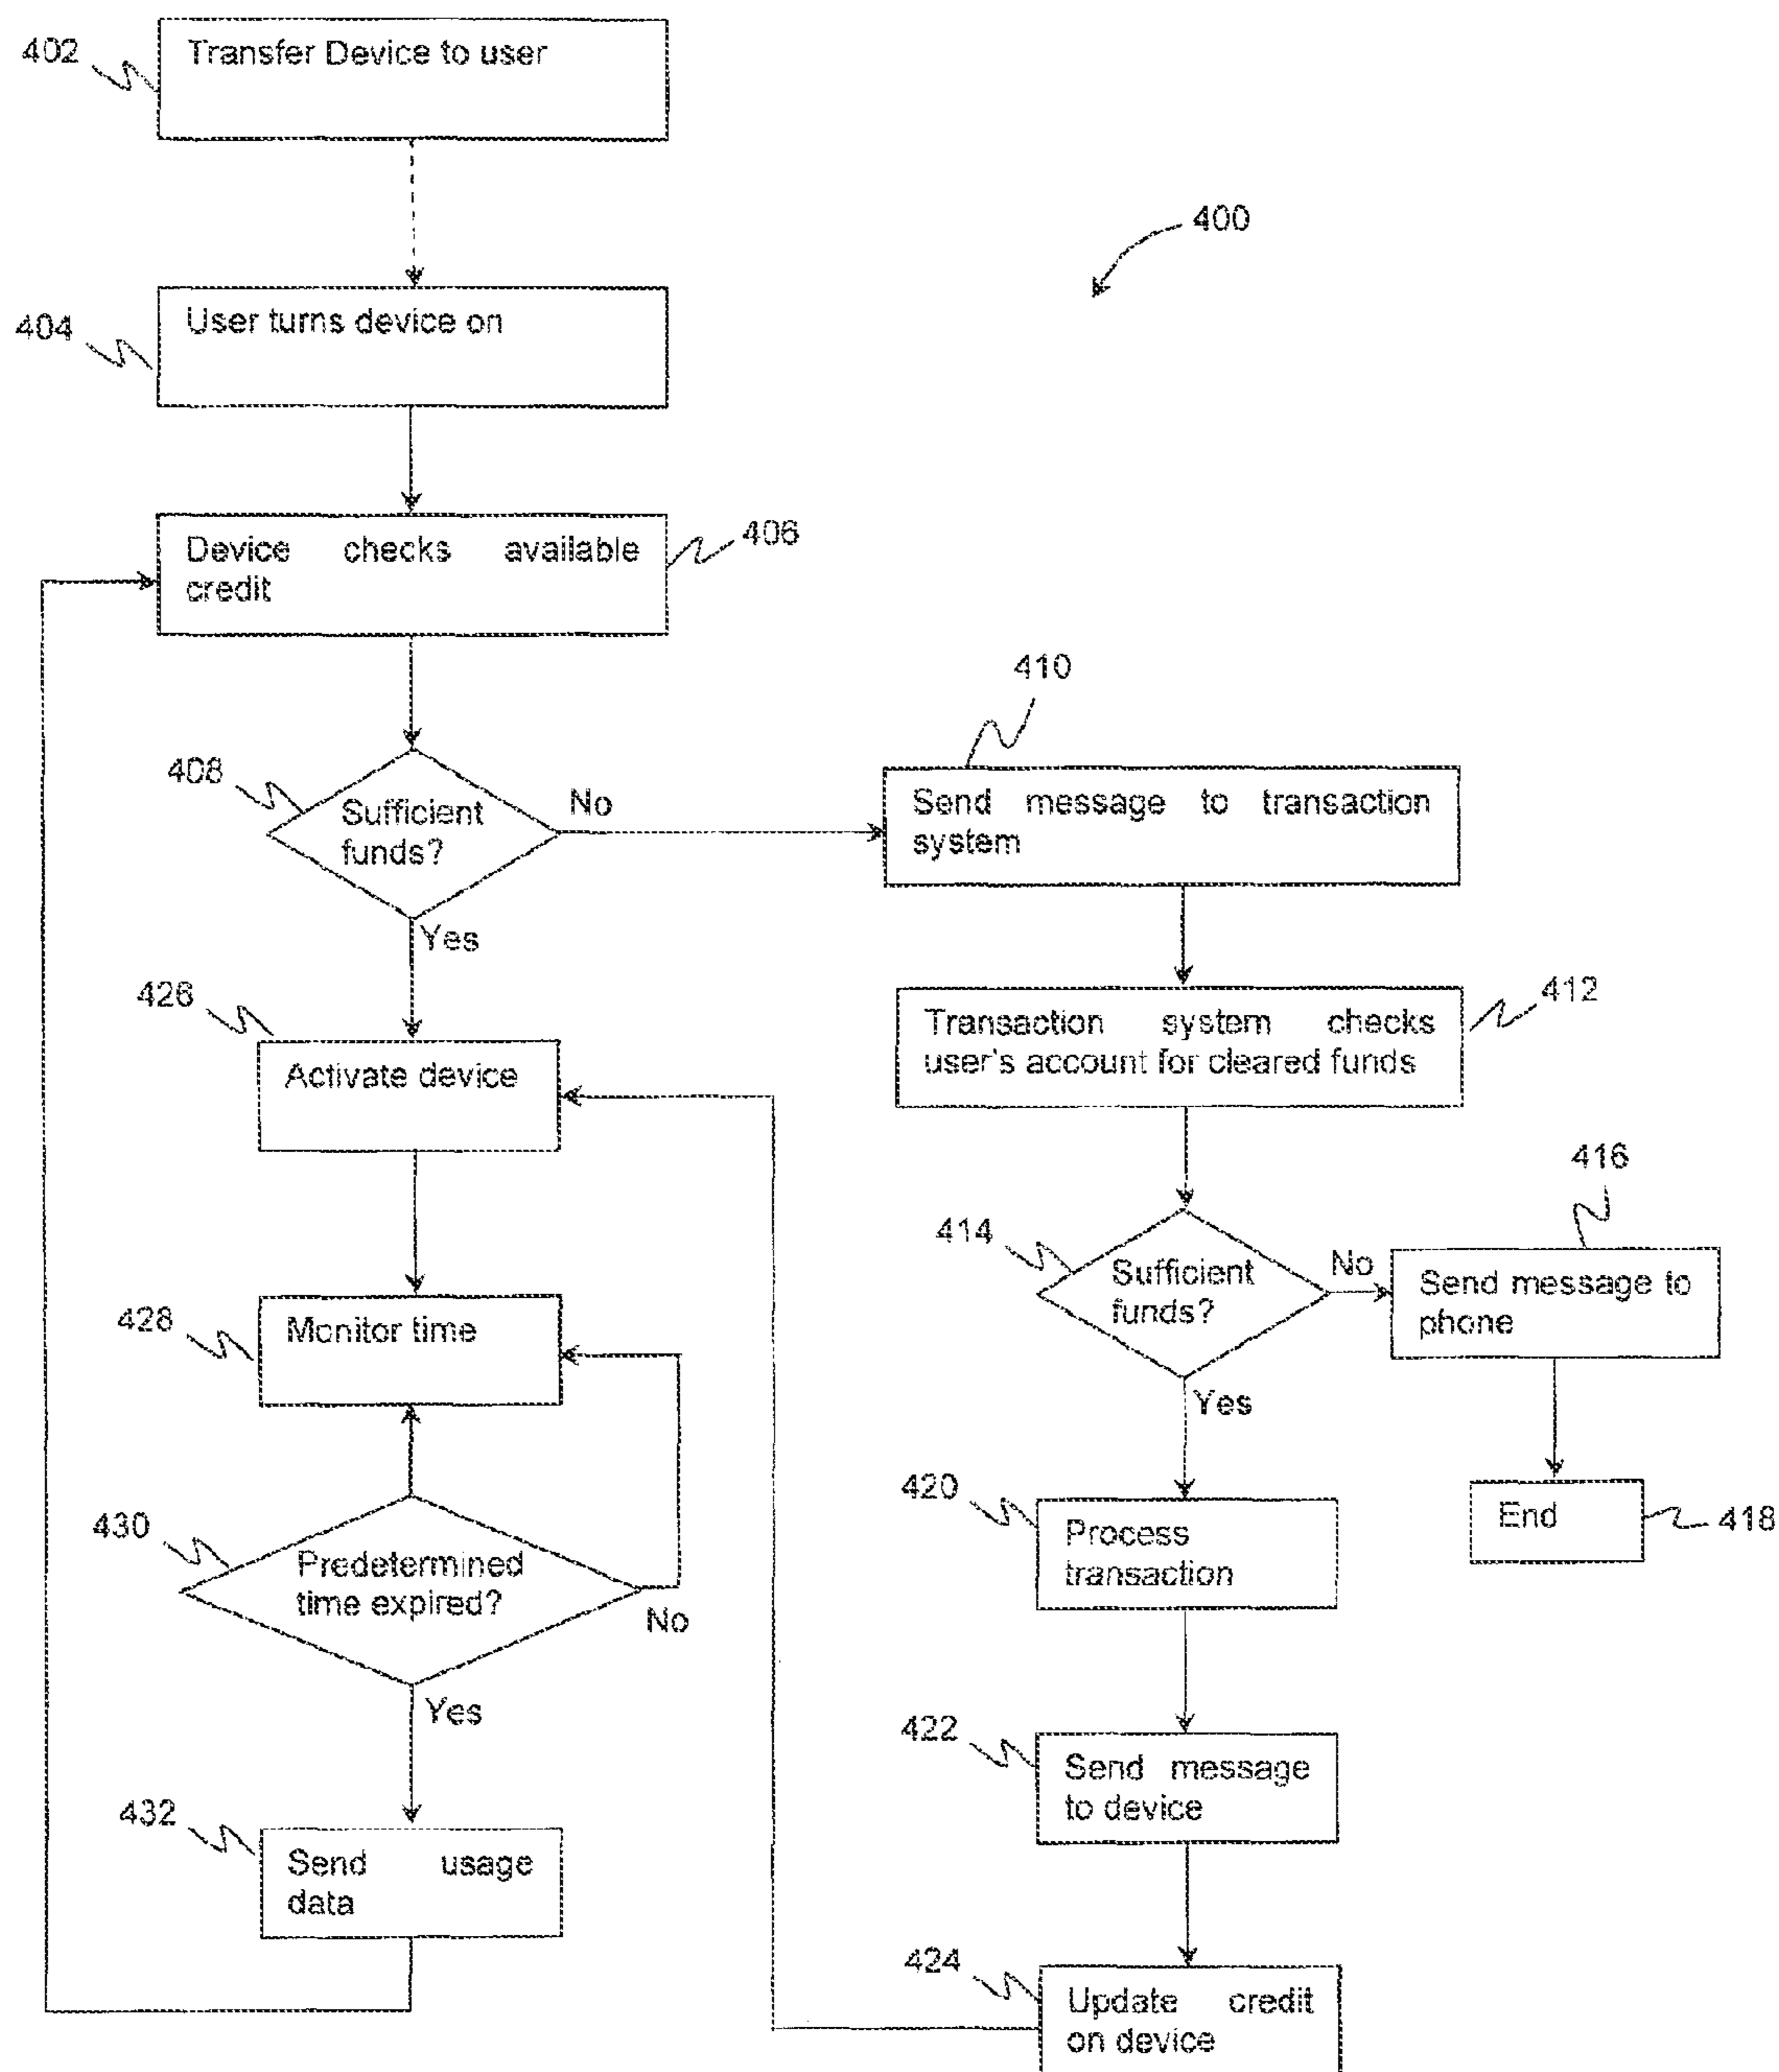 402
Transfer Device to user
400
404
User turns device on
406
Device checks available
credit
408
Sufficient
funds?
No
Yes
410
Send message to transaction
system
412
Transaction system checks
user's account for cleared funds
414
Sufficient
funds?
No
Yes
416
Send message to
phone
418
End
420
Process
transaction
422
Send message
to device
424
Update credit
on device
426
Activate device
428
Monitor time
430
Predetermined
time expired?
No
Yes
432
Send usage
data